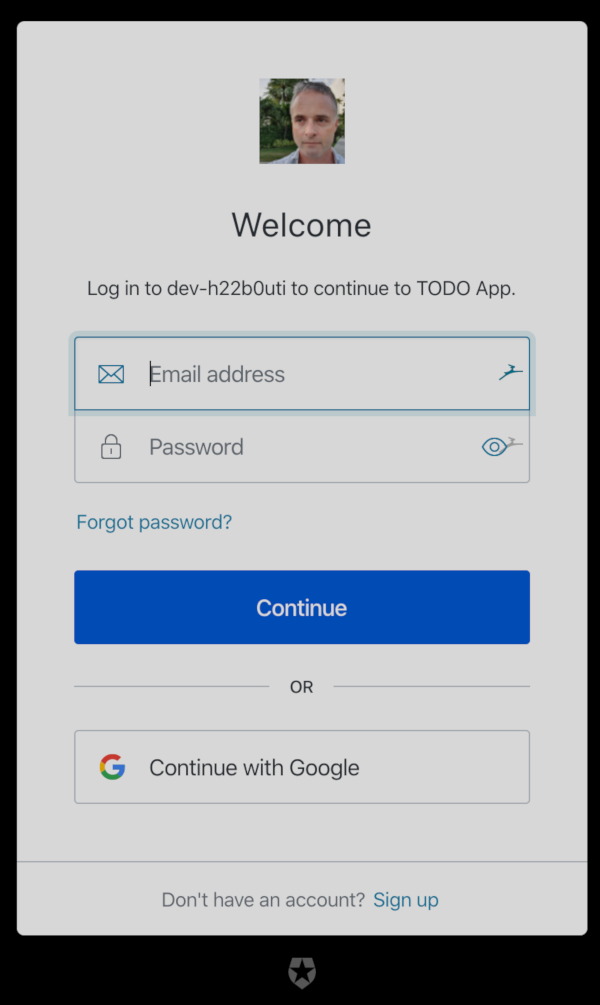 Welcome
Log in to dev-h22b0uti to continue to TODO App.
Email address
Password
Forgot password?
Continue
OR
Continue with Google
Don't have an account? Sign up